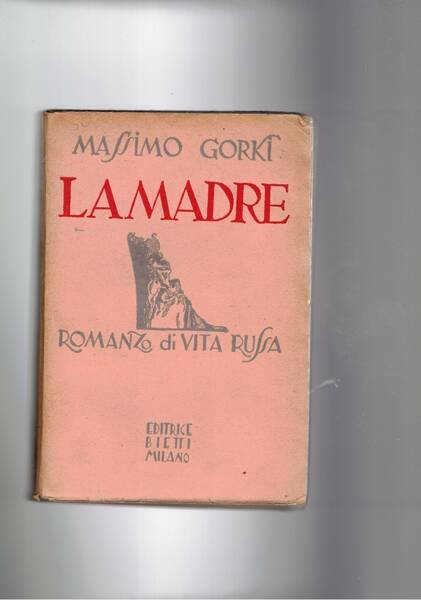 MASSIMO GORKI
LA MADRE
ROMANZO di VITA RUSSA
EDITRICE
BIETTI
MILANO